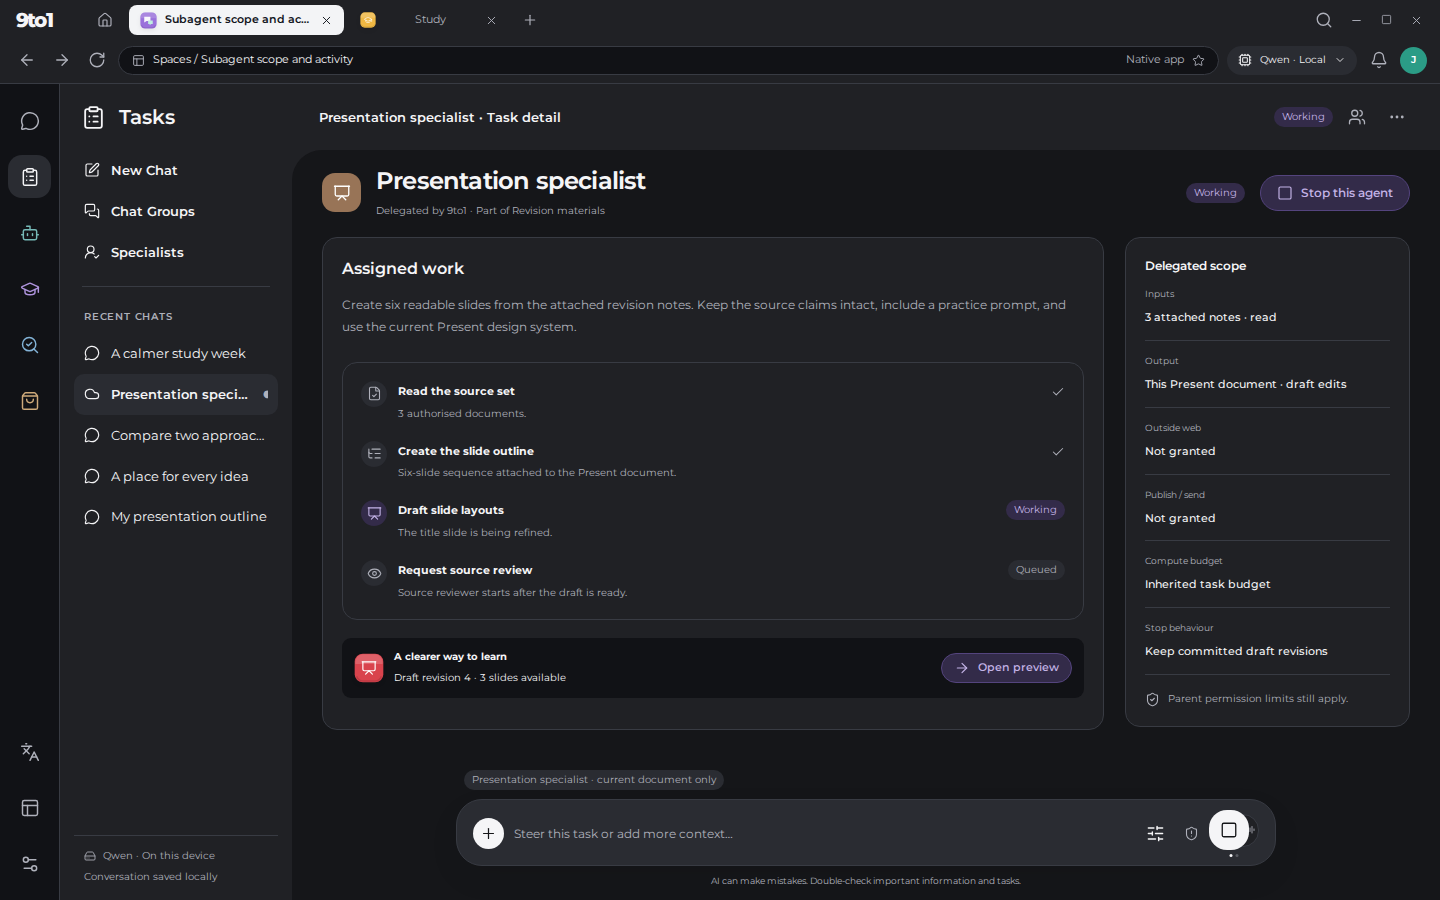 9to1
Subagent scope and ac...
Study
Spaces / Subagent scope and activity
Native app
Qwen · Local
J
Tasks
New Chat
Chat Groups
Specialists
RECENT CHATS
A calmer study week
Presentation speci...
Compare two approac...
A place for every idea
My presentation outline
Qwen · On this device
Conversation saved locally
Presentation specialist · Task detail
Working
Presentation specialist
Delegated by 9to1 · Part of Revision materials
Working
Stop this agent
Assigned work
Create six readable slides from the attached revision notes. Keep the source claims intact, include a practice prompt, and
use the current Present design system.
Read the source set
3 authorised documents.
Create the slide outline
Six-slide sequence attached to the Present document.
Draft slide layouts
The title slide is being refined.
Working
Request source review
Source reviewer starts after the draft is ready.
Queued
A clearer way to learn
Draft revision 4 · 3 slides available
Open preview
Delegated scope
Inputs
3 attached notes · read
Output
This Present document · draft edits
Outside web
Not granted
Publish / send
Not granted
Compute budget
Inherited task budget
Stop behaviour
Keep committed draft revisions
Parent permission limits still apply.
Presentation specialist · current document only
Steer this task or add more context...
AI can make mistakes. Double-check important information and tasks.